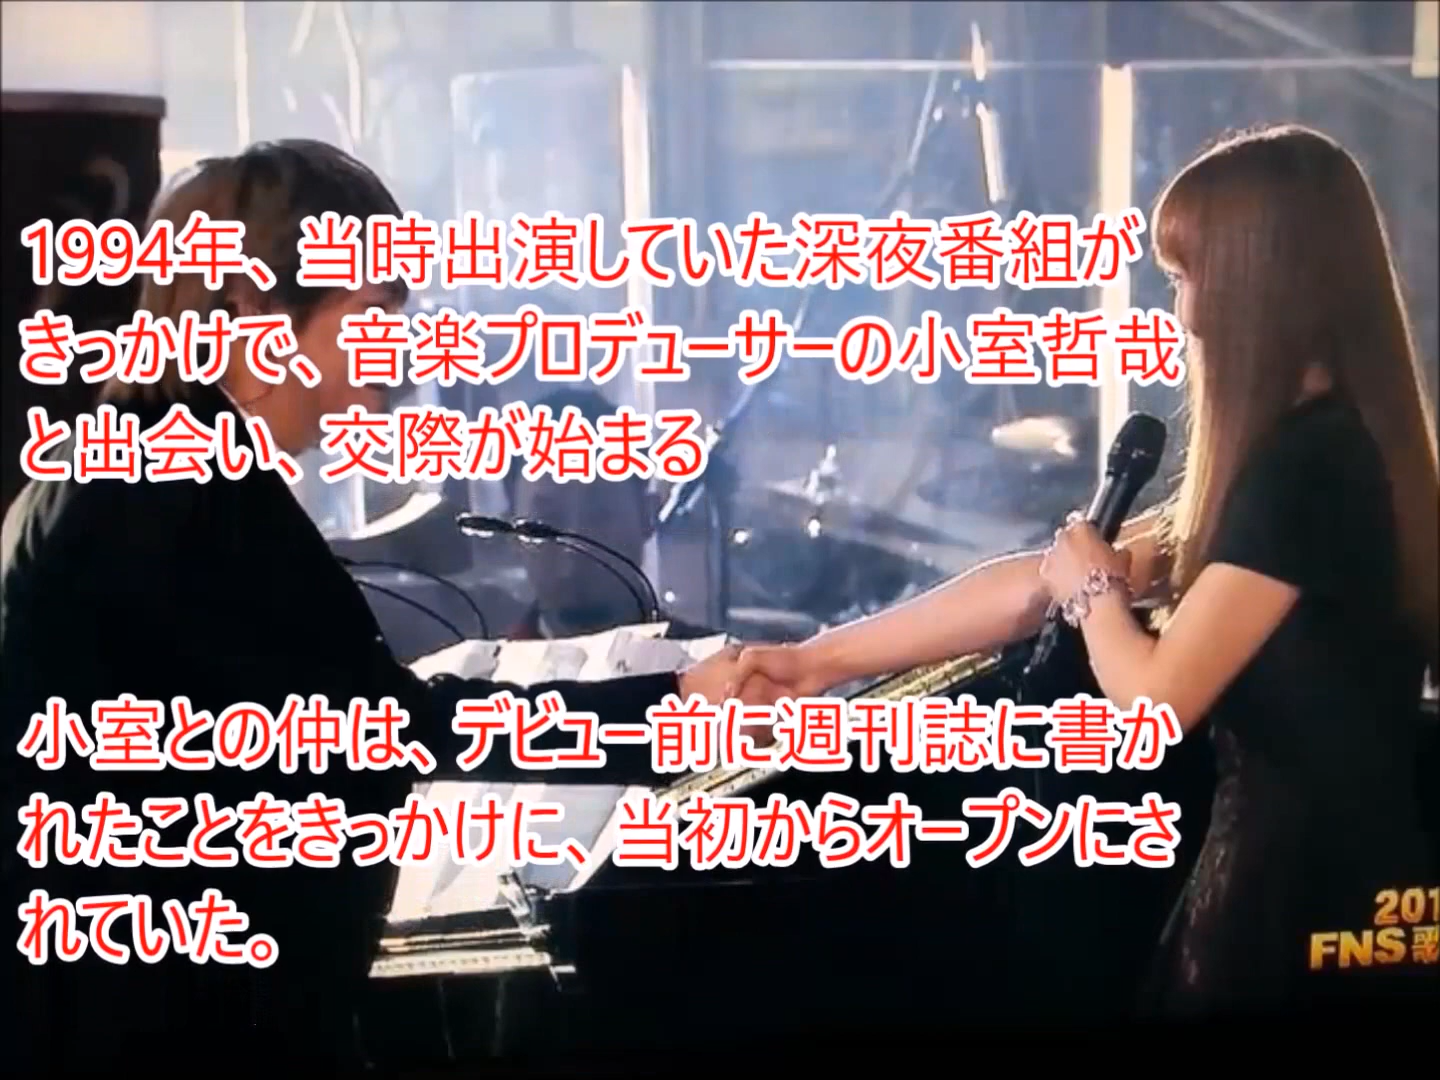 1994年、当時出演していた深夜番組が
きっかけで、音楽プロデューサーの小室哲哉
と出会い、交際が始まる
小室との仲は、デビュー前に週刊誌に書か
れたことをきっかけに、当初からオープンにさ
れていた。
201
FNS歌